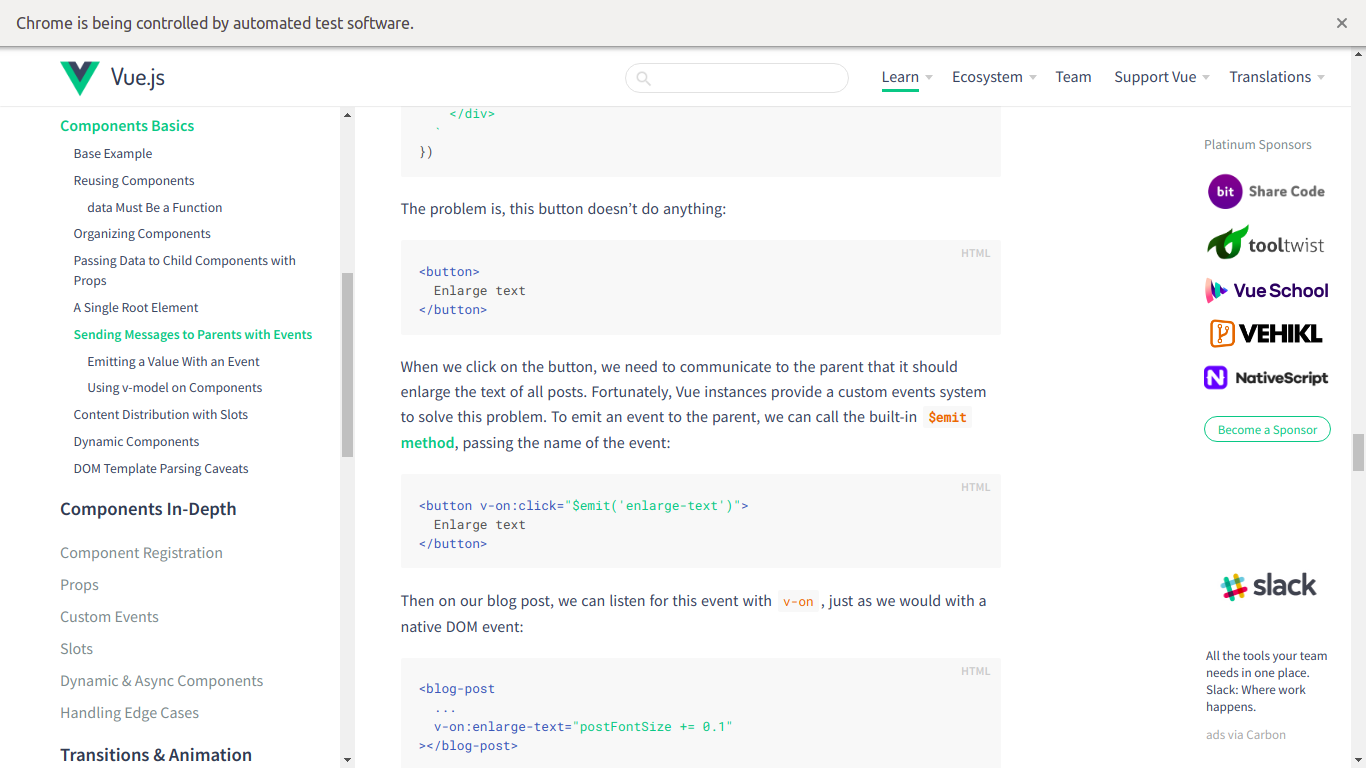 Chrome is being controlled by automated test software.
Vue.js
Learn
Ecosystem
Team
Support Vue
Translations
Components Basics
Base Example
Reusing Components
data Must Be a Function
Organizing Components
Passing Data to Child Components with
Props
A Single Root Element
Sending Messages to Parents with Events
Emitting a Value With an Event
Using v-model on Components
Content Distribution with Slots
Dynamic Components
DOM Template Parsing Caveats
Components In-Depth
Component Registration
Props
Custom Events
Slots
Dynamic & Async Components
Handling Edge Cases
Transitions & Animation
</div>
`
})
The problem is, this button doesn’t do anything:
HTML
<button>
  Enlarge text
</button>
When we click on the button, we need to communicate to the parent that it should
enlarge the text of all posts. Fortunately, Vue instances provide a custom events system
to solve this problem. To emit an event to the parent, we can call the built-in $emit
method, passing the name of the event:
HTML
<button v-on:click="$emit('enlarge-text')">
  Enlarge text
</button>
Then on our blog post, we can listen for this event with v-on , just as we would with a
native DOM event:
HTML
<blog-post
  ...
  v-on:enlarge-text="postFontSize += 0.1"
></blog-post>
Platinum Sponsors
bit Share Code
tooltwist
Vue School
VEHIKL
NativeScript
Become a Sponsor
slack
All the tools your team
needs in one place.
Slack: Where work
happens.
ads via Carbon